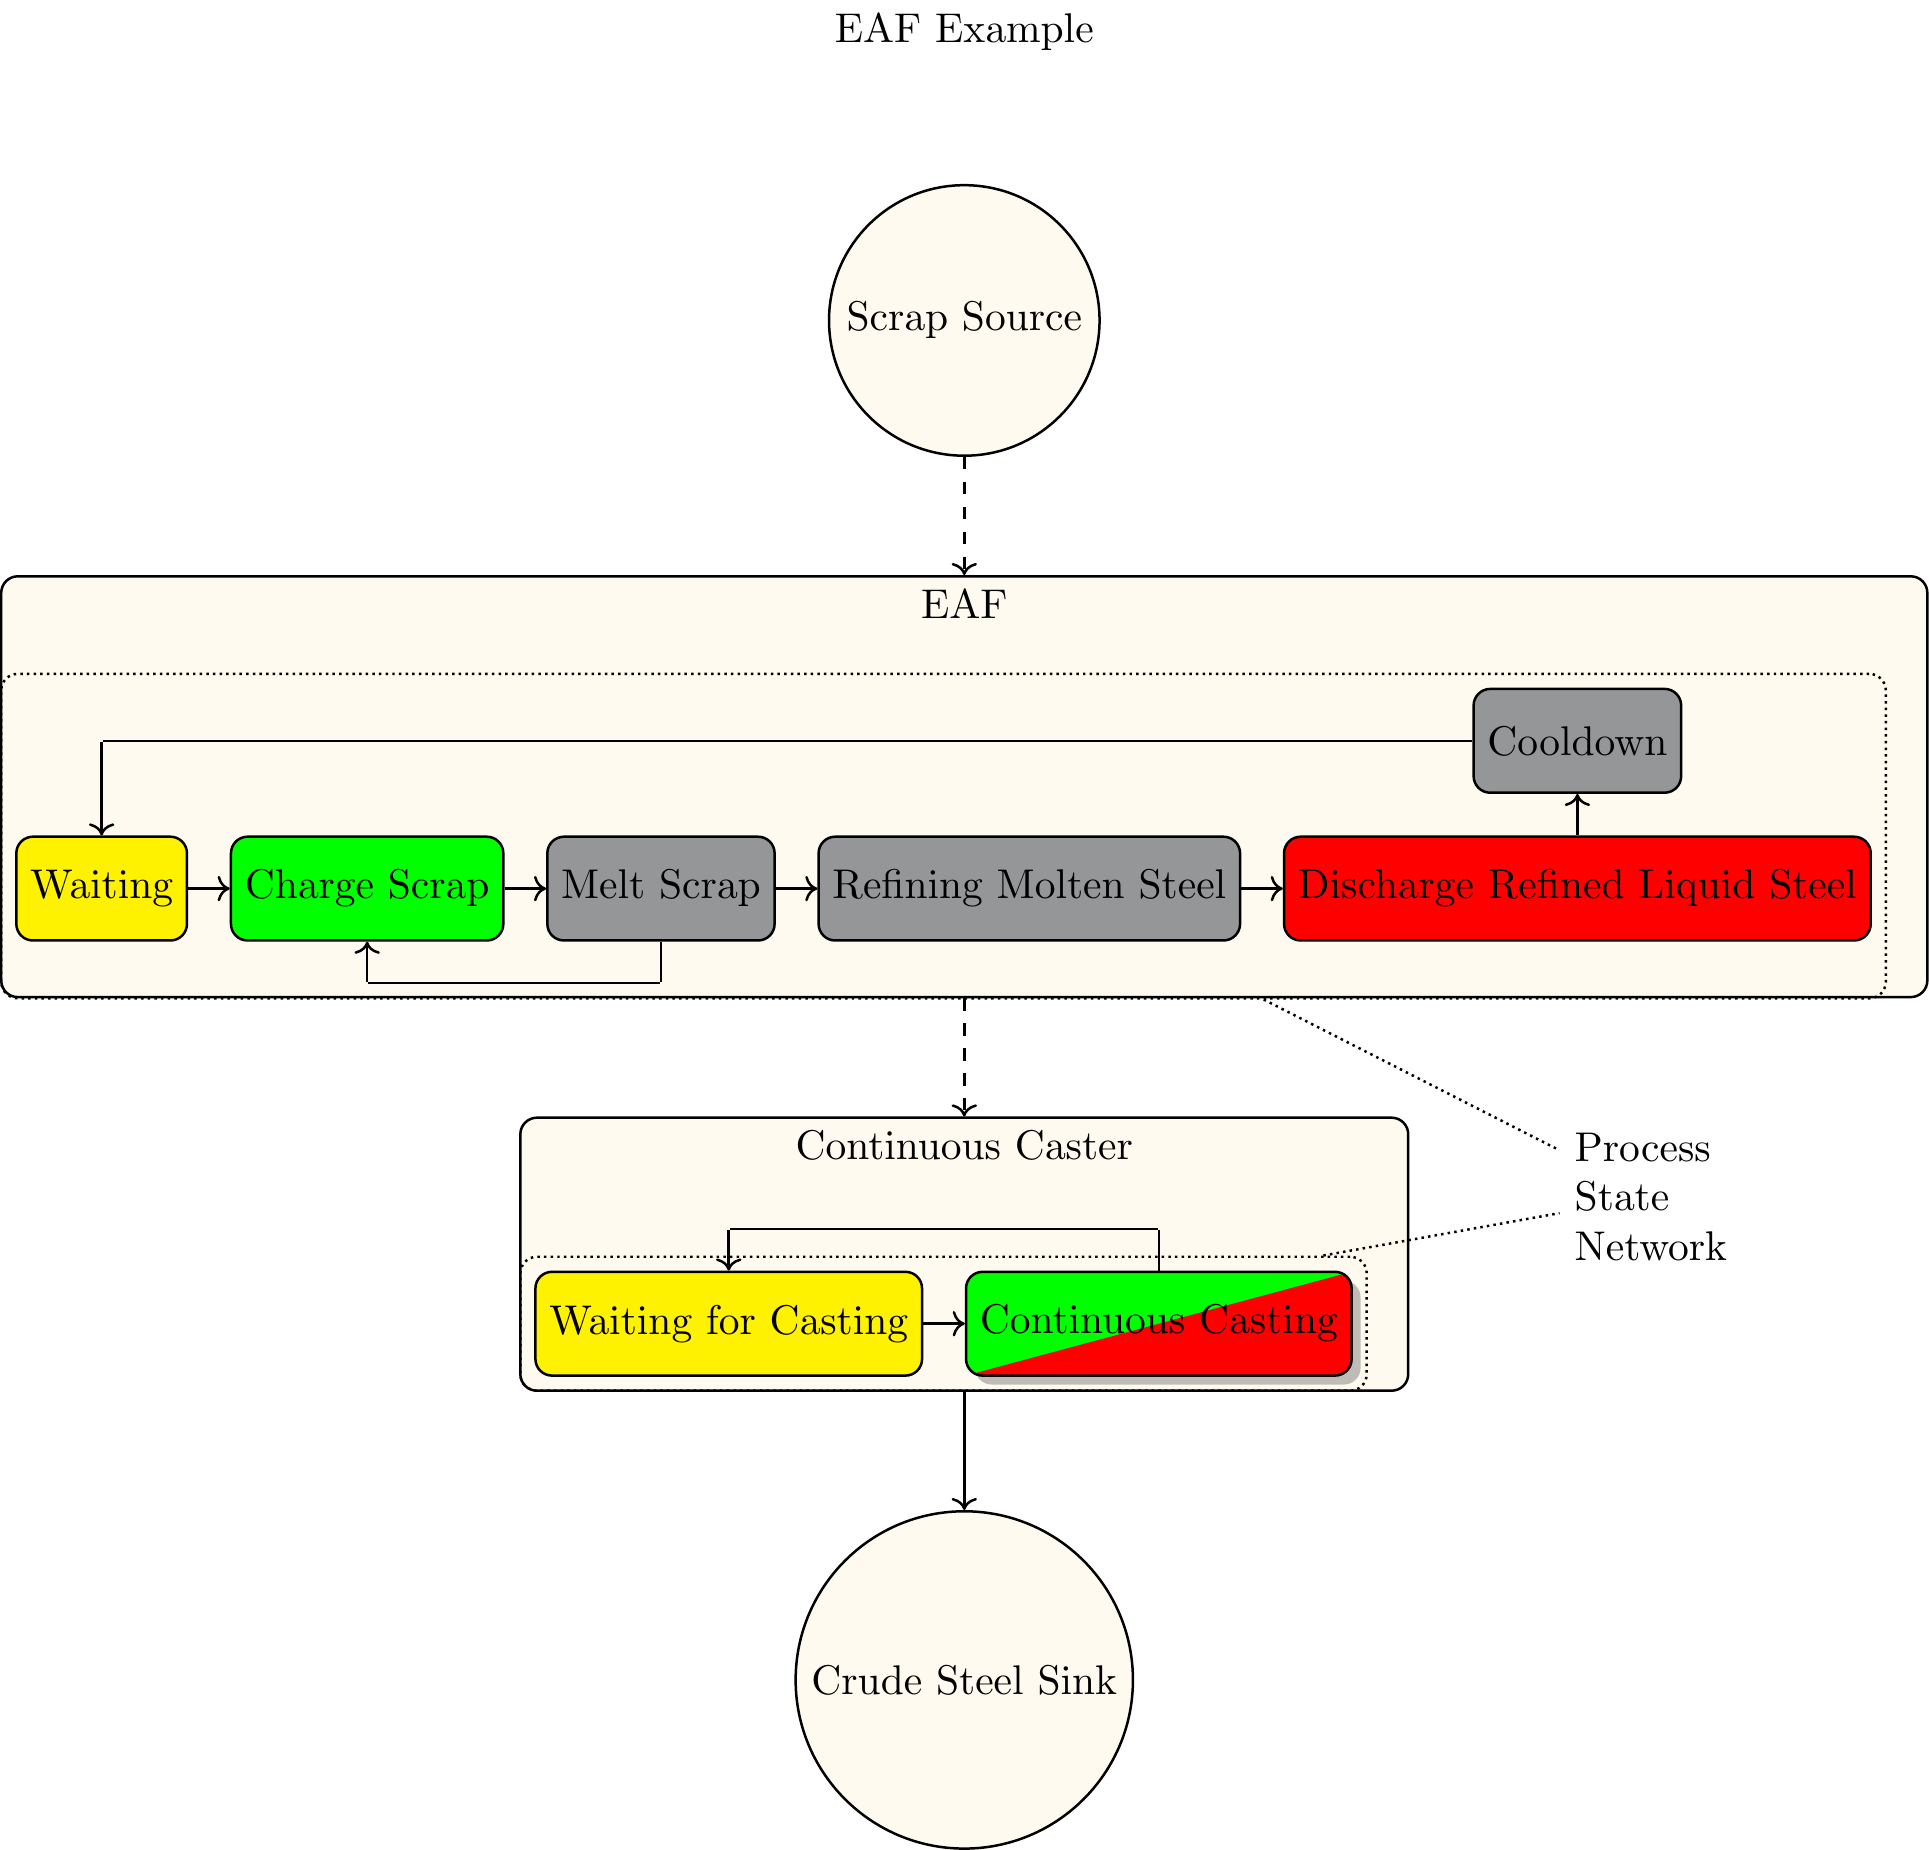 EAF Example
Scrap Source
EAF
Cooldown
Waiting
Charge Scrap
Melt Scrap
Refining Molten Steel
Discharge Refined Liquid Steel
Continuous Caster
Process
State
Network
Waiting for Casting
Continuous Casting
Crude Steel Sink